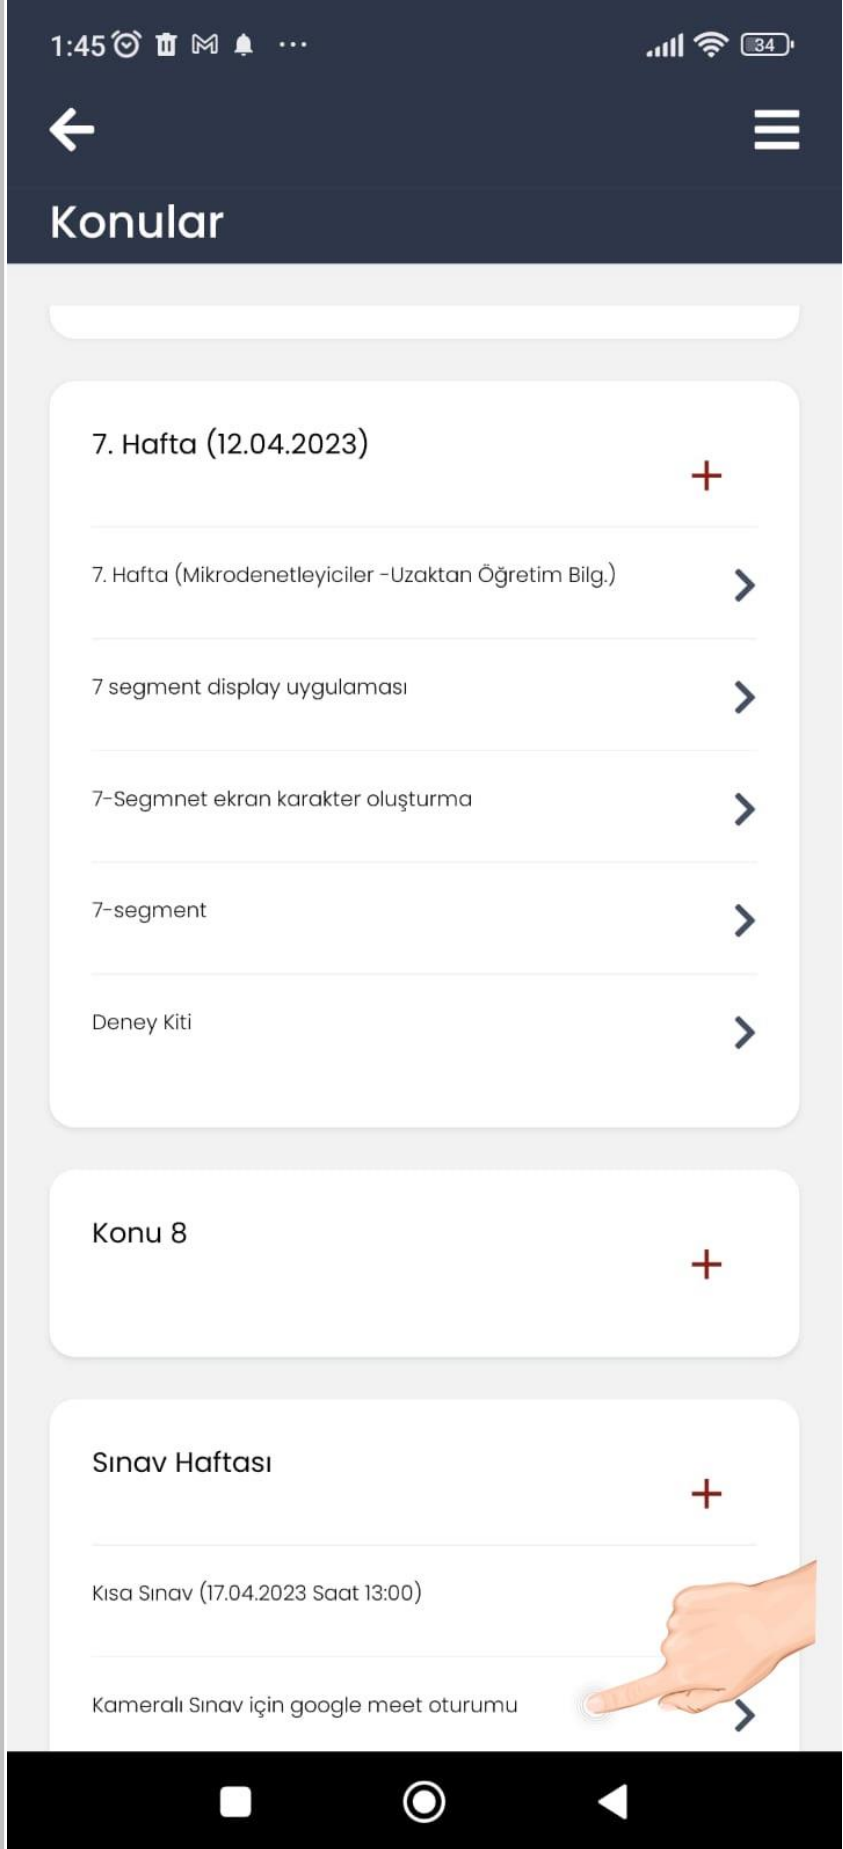 1:45
34
Konular
7. Hafta (12.04.2023)
7. Hafta (Mikrodenetleyiciler -Uzaktan Öğretim Bilg.)
7 segment display uygulaması
7-Segmnet ekran karakter oluşturma
7-segment
Deney Kiti
Konu 8
Sınav Haftası
Kısa Sınav (17.04.2023 Saat 13:00)
Kameralı Sınav için google meet oturumu